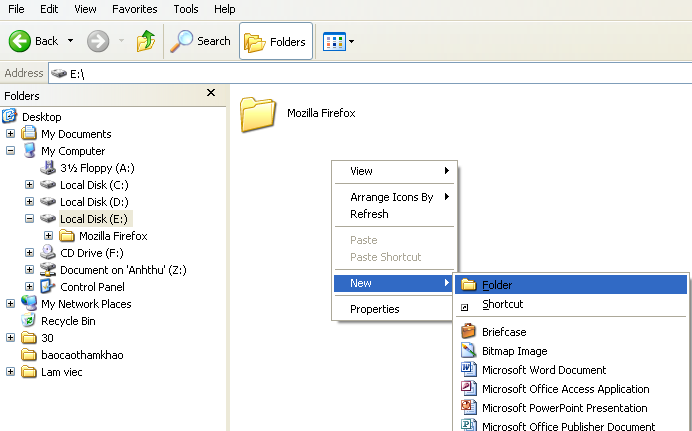 File Edit View Favorites Tools Help
Back Search Folders
Address E:\
Folders
Desktop
My Documents
My Computer
3½ Floppy (A:)
Local Disk (C:)
Local Disk (D:)
Local Disk (E:)
Mozilla Firefox
CD Drive (F:)
Document on 'Anhthu' (Z:)
Control Panel
My Network Places
Recycle Bin
30
baocaothamkhao
Lam viec
Mozilla Firefox
View
Arrange Icons By
Refresh
Paste
Paste Shortcut
New
Properties
Folder
Shortcut
Briefcase
Bitmap Image
Microsoft Word Document
Microsoft Office Access Application
Microsoft PowerPoint Presentation
Microsoft Office Publisher Document